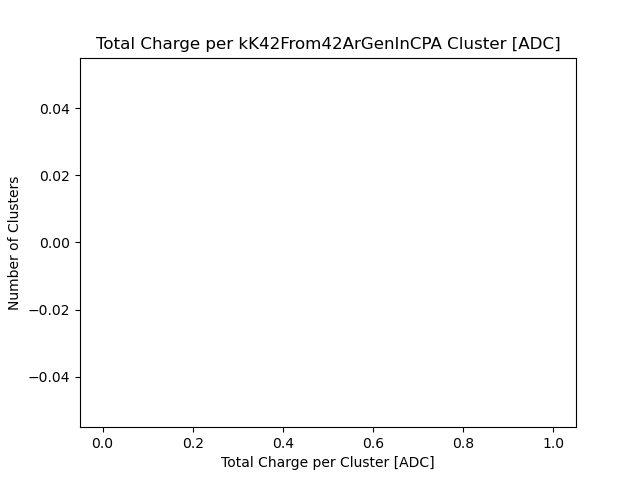 Total Charge per kK42From42ArGenInCPA Cluster [ADC]
0.04
0.02
0.00
−0.02
−0.04
Number of Clusters
0.0 0.2 0.4 0.6 0.8 1.0
Total Charge per Cluster [ADC]